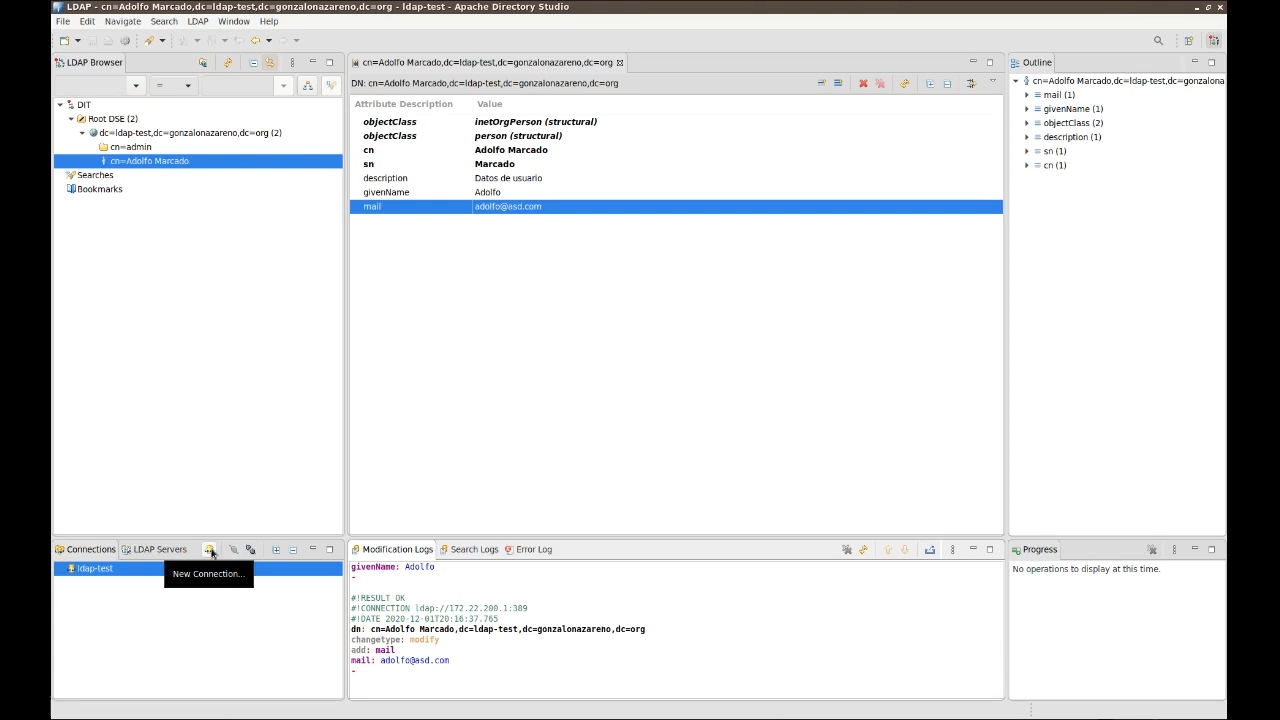 LDAP - cn=Adolfo Marcado,dc=ldap-test,dc=gonzalonazareno,dc=org - ldap-test - Apache Directory Studio
File Edit Navigate Search LDAP Window Help
LDAP Browser
=
DIT
Root DSE (2)
dc=ldap-test,dc=gonzalonazareno,dc=org (2)
cn=admin
cn=Adolfo Marcado
Searches
Bookmarks
cn=Adolfo Marcado,dc=ldap-test,dc=gonzalonazareno,dc=org
DN: cn=Adolfo Marcado,dc=ldap-test,dc=gonzalonazareno,dc=org
Attribute Description Value
objectClass inetOrgPerson (structural)
objectClass person (structural)
cn Adolfo Marcado
sn Marcado
description Datos de usuario
givenName Adolfo
mail adolfo@asd.com
Outline
cn=Adolfo Marcado,dc=ldap-test,dc=gonzalona
mail (1)
givenName (1)
objectClass (2)
description (1)
sn (1)
cn (1)
Connections LDAP Servers
ldap-test
New Connection...
Modification Logs Search Logs Error Log
givenName: Adolfo
-
#!RESULT OK
#!CONNECTION ldap://172.22.200.1:389
#!DATE 2020-12-01T20:16:37.765
dn: cn=Adolfo Marcado,dc=ldap-test,dc=gonzalonazareno,dc=org
changetype: modify
add: mail
mail: adolfo@asd.com
-
Progress
No operations to display at this time.